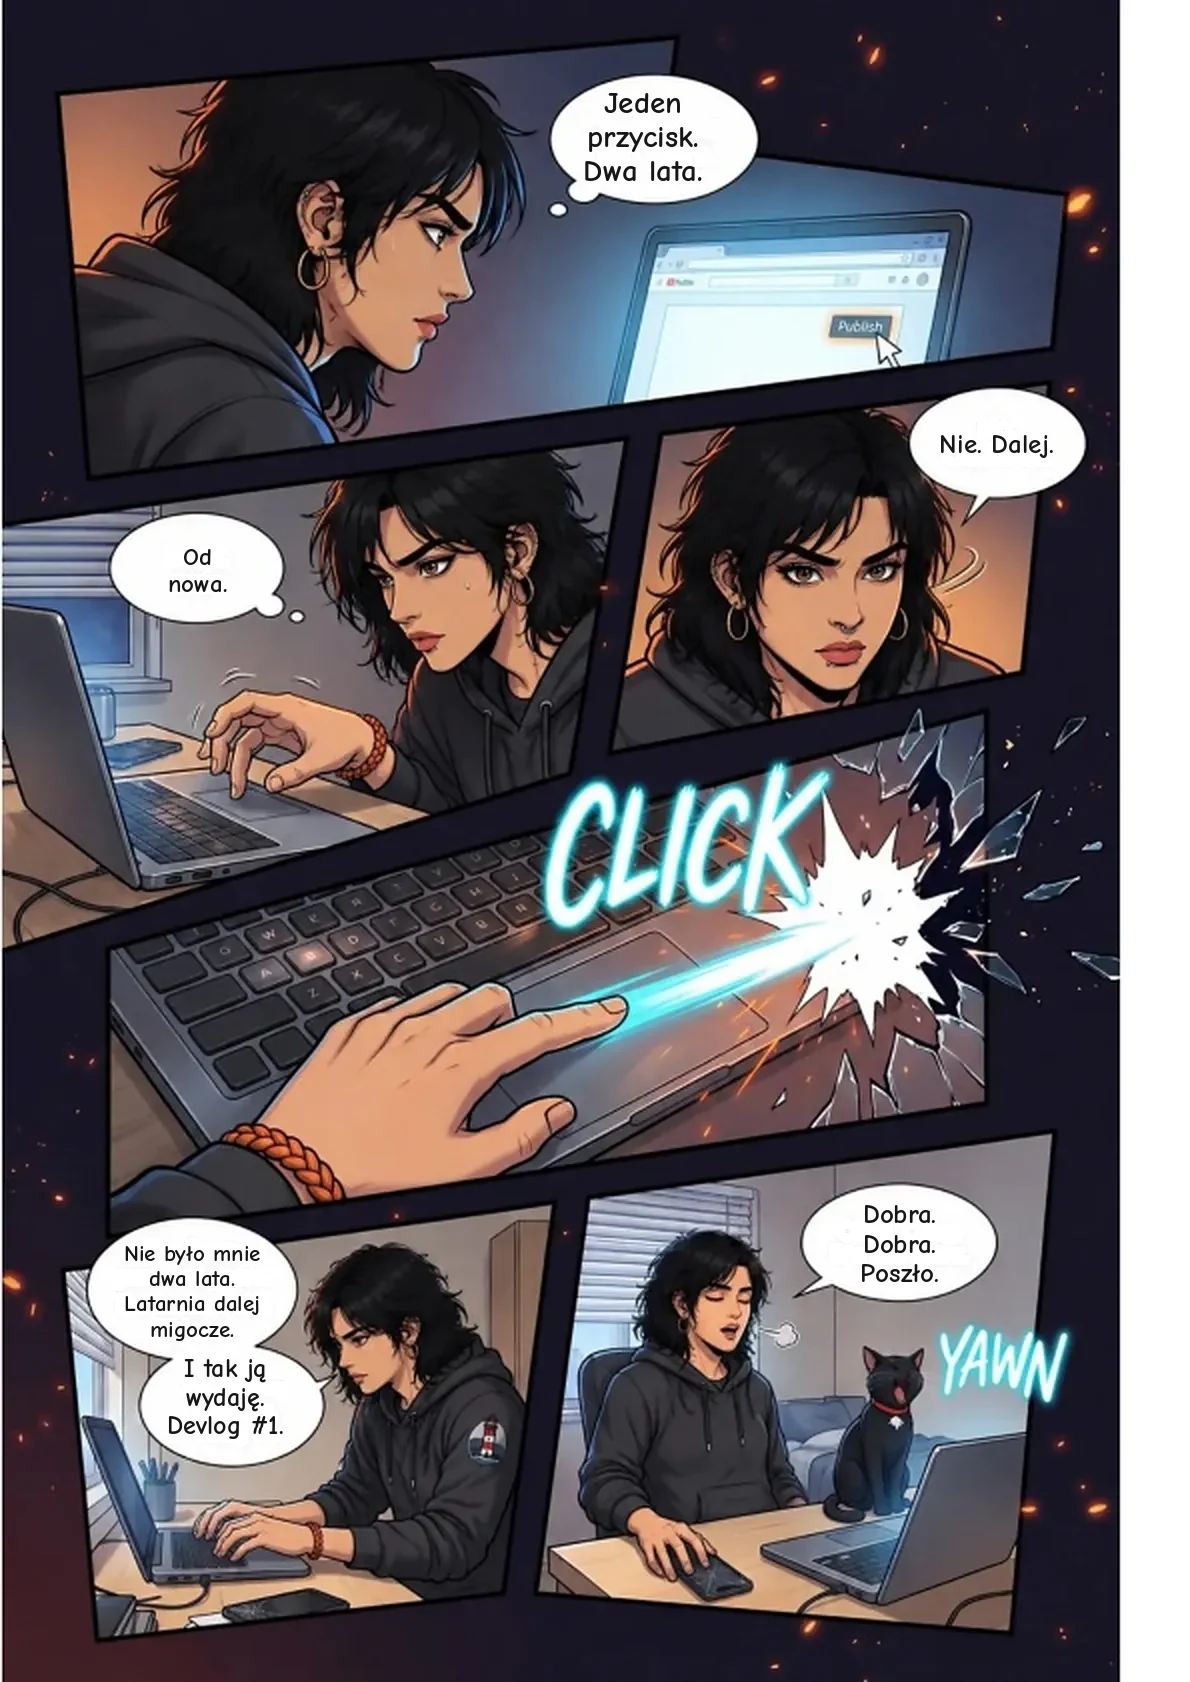 Jeden
przycisk.
Dwa lata.
YouTube
Publish
Od
nowa.
Nie. Dalej.
CLICK
Nie było mnie
dwa lata.
Latarnia dalej
migocze.
I tak ją
wydaję.
Devlog #1.
Dobra.
Dobra.
Poszło.
YAWN